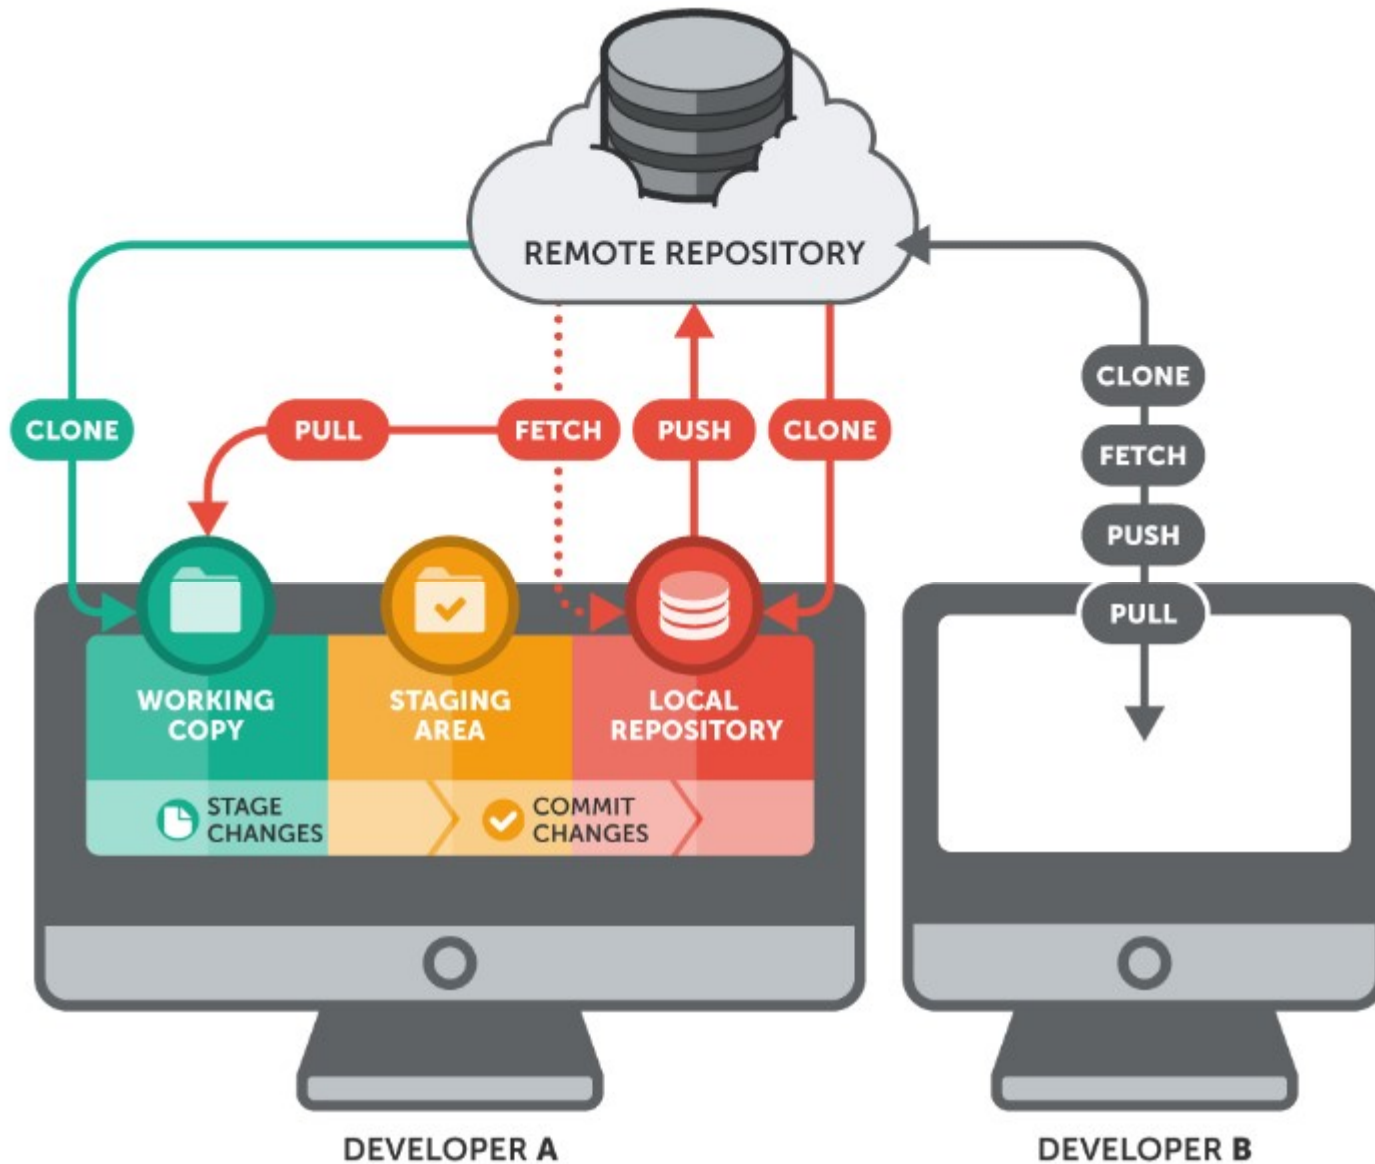 REMOTE REPOSITORY
CLONE
PULL
FETCH
PUSH
CLONE
CLONE
FETCH
PUSH
PULL
WORKING
COPY
STAGING
AREA
LOCAL
REPOSITORY
STAGE
CHANGES
COMMIT
CHANGES
DEVELOPER A
DEVELOPER B